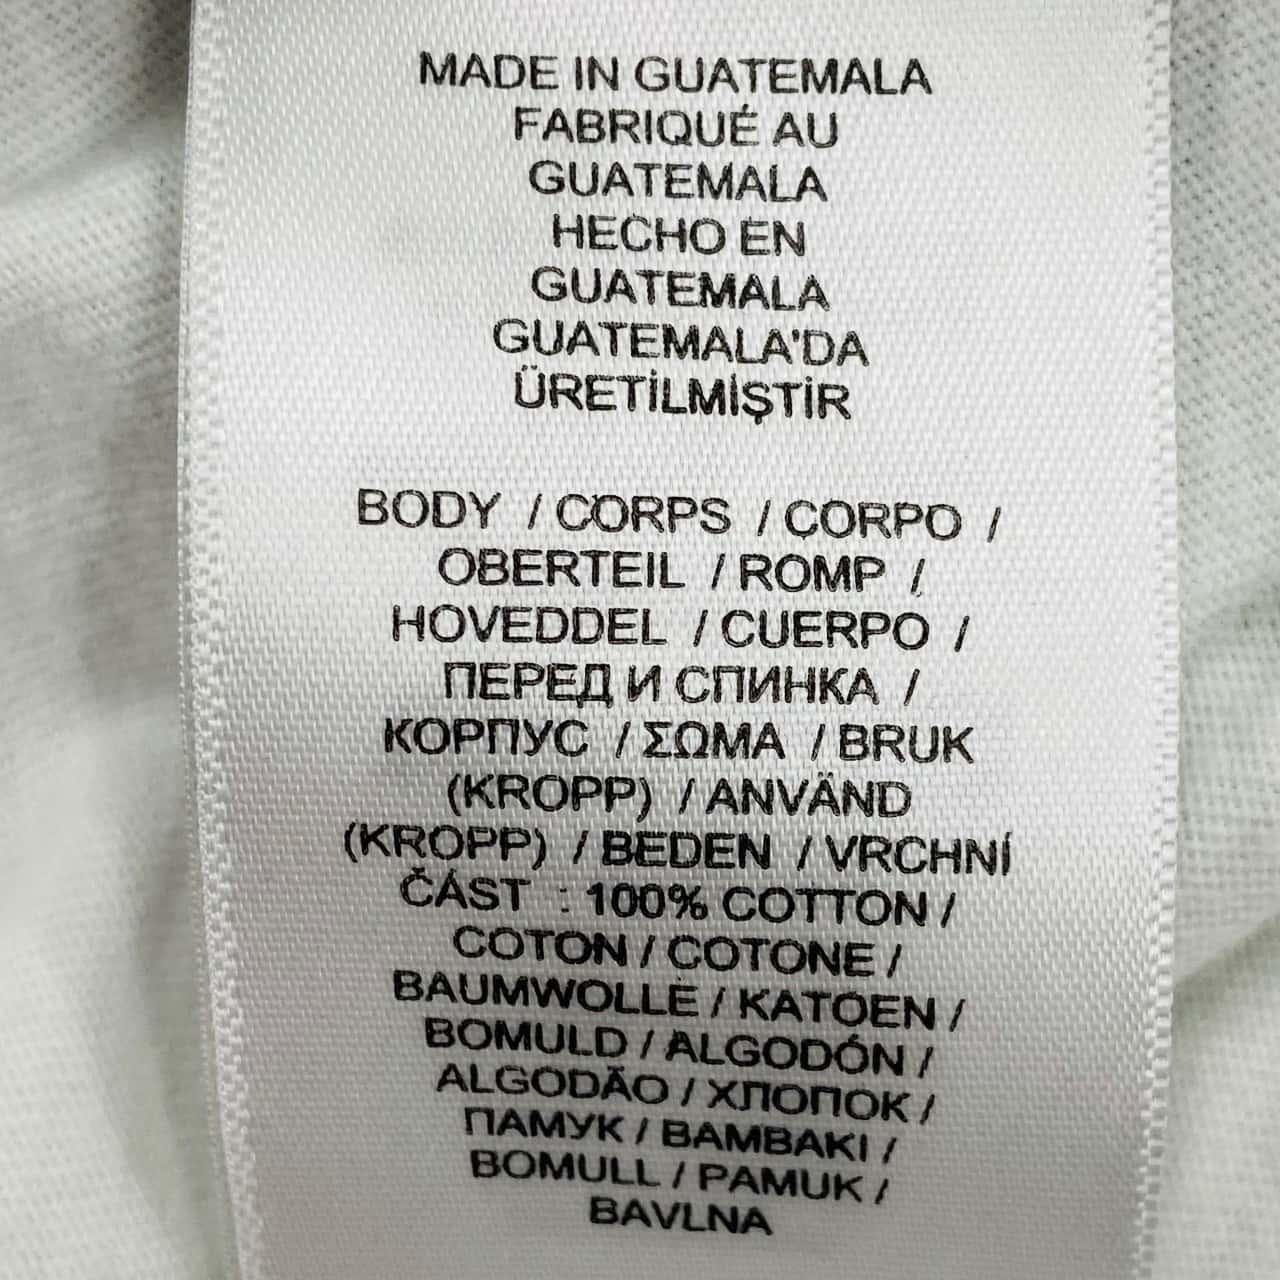 MADE IN GUATEMALA
FABRIQUÉ AU
GUATEMALA
HECHO EN
GUATEMALA
GUATEMALA'DA
ÜRETİLMİŞTİR
BODY / CORPS / CORPO /
OBERTEIL / ROMP /
HOVEDDEL / CUERPO /
ПЕРЕД И СПИНКА /
КОРПУС / ΣΩΜΑ / BRUK
(KROPP) / ANVÄND
(KROPP) / BEDEN / VRCHNÍ
ČÁST : 100% COTTON /
COTON / COTONE /
BAUMWOLLE / KATOEN /
BOMULD / ALGODÓN /
ALGODÃO / ХЛОПОК /
ПАМУК / ΒΑΜΒΑΚΙ /
BOMULL / PAMUK /
BAVLNA